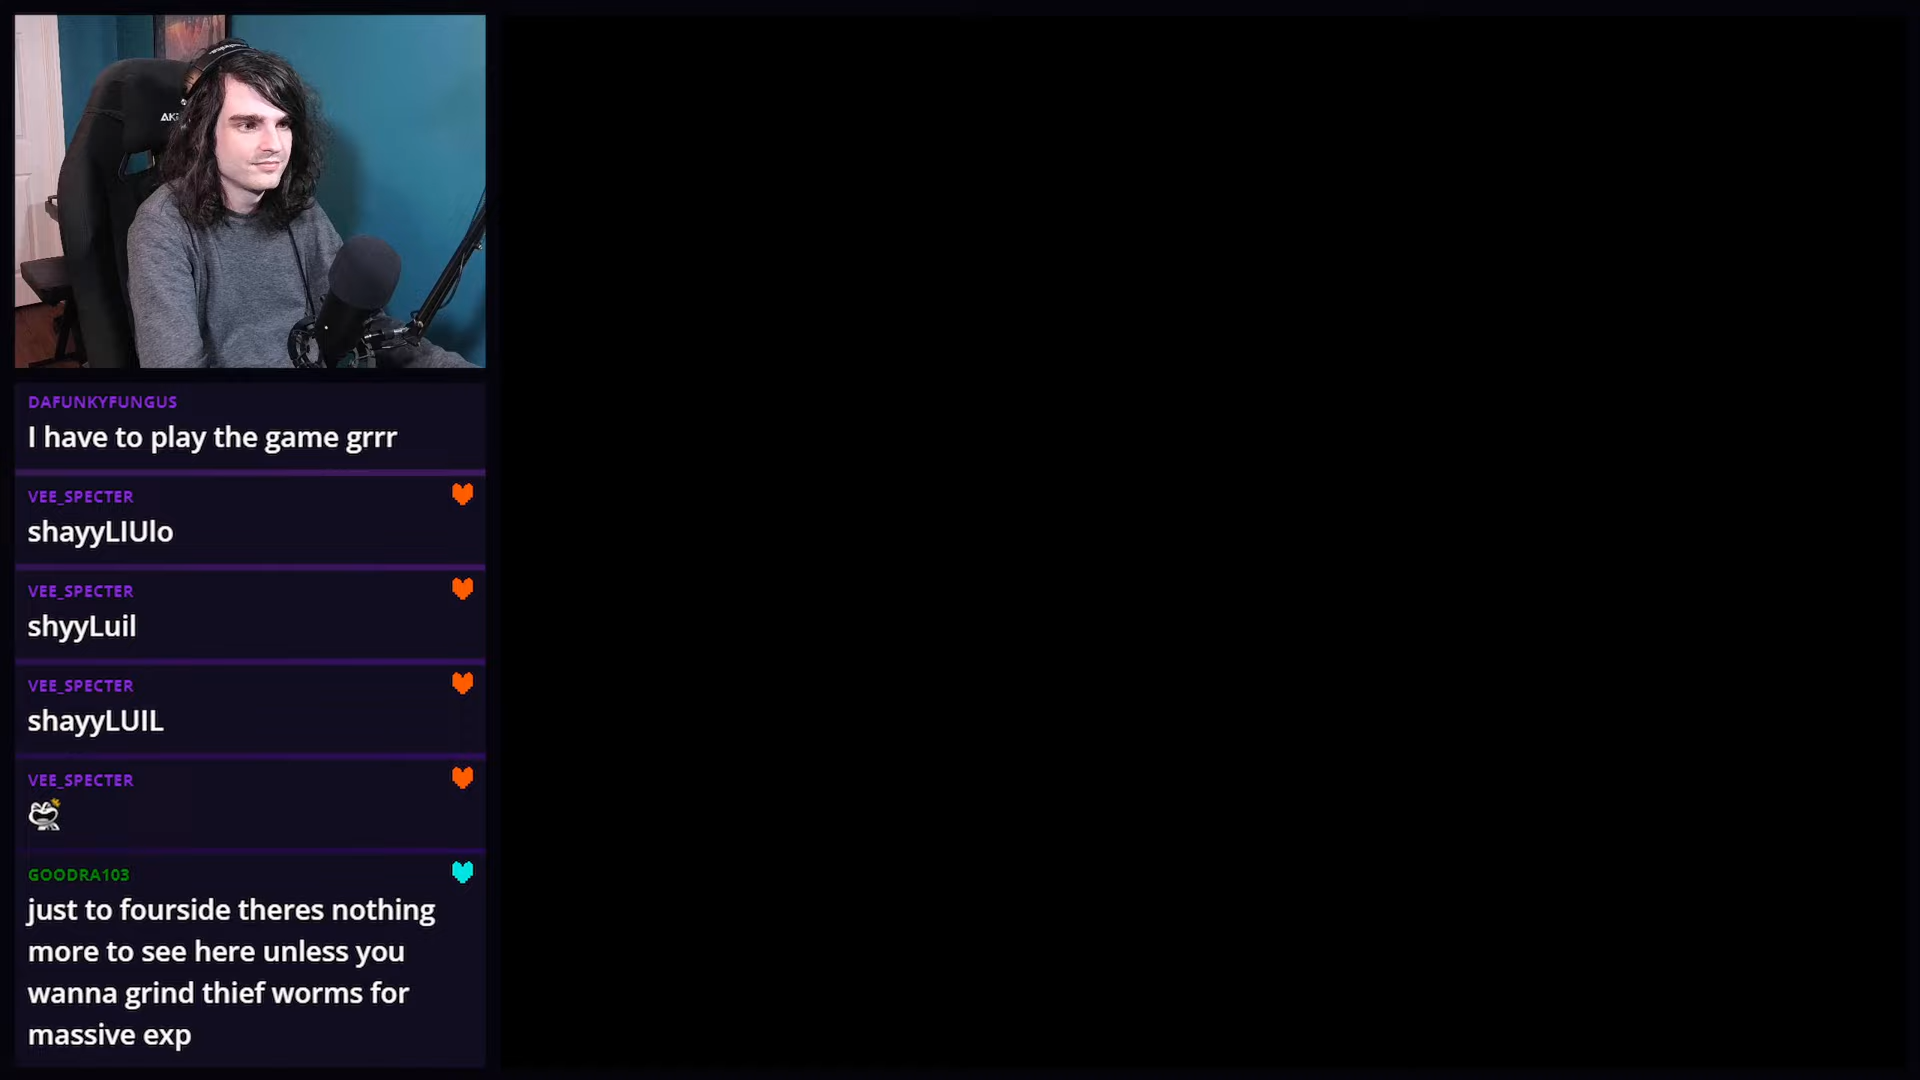 DAFUNKYFUNGUS
I have to play the game grrr
VEE_SPECTER
shayyLIUlo
VEE_SPECTER
shyyLuil
VEE_SPECTER
shayyLUIL
VEE_SPECTER
GOODRA103
just to fourside theres nothing
more to see here unless you
wanna grind thief worms for
massive exp